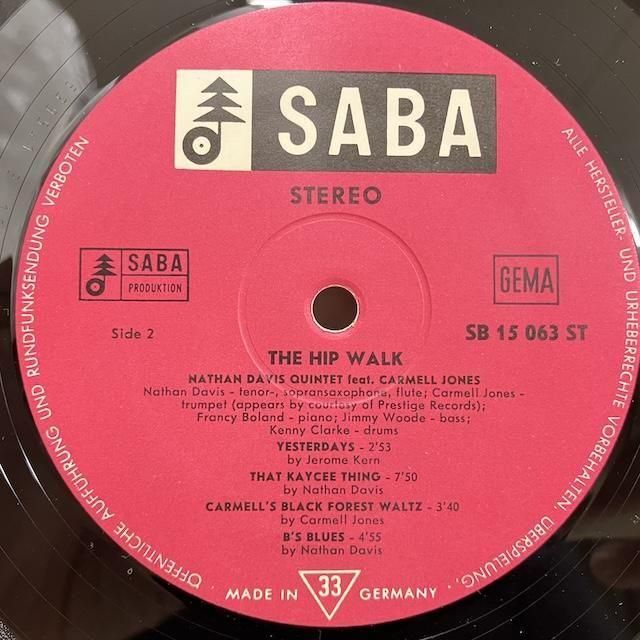 SABA
STEREO
SABA
PRODUKTION
GEMA
Side 2
SB 15 063 ST
THE HIP WALK
NATHAN DAVIS QUINTET feat. CARMELL JONES
Nathan Davis - tenor-, sopransaxophone, flute; Carmell Jones -
trumpet (appears by courtesy of Prestige Records);
Francy Boland - piano; Jimmy Woode - bass;
Kenny Clarke - drums
YESTERDAYS - 2'53
by Jerome Kern
THAT KAYCEE THING - 7'50
by Nathan Davis
CARMELL'S BLACK FOREST WALTZ - 3'40
by Carmell Jones
B'S BLUES - 4'55
by Nathan Davis
MADE IN 33 GERMANY
ALLE HERSTELLER- UND URHEBERRECHTE VORBEHALTEN. ÜBERSPIELUNG,
ÖFFENTLICHE AUFFÜHRUNG UND RUNDFUNKSENDUNG VERBOTEN